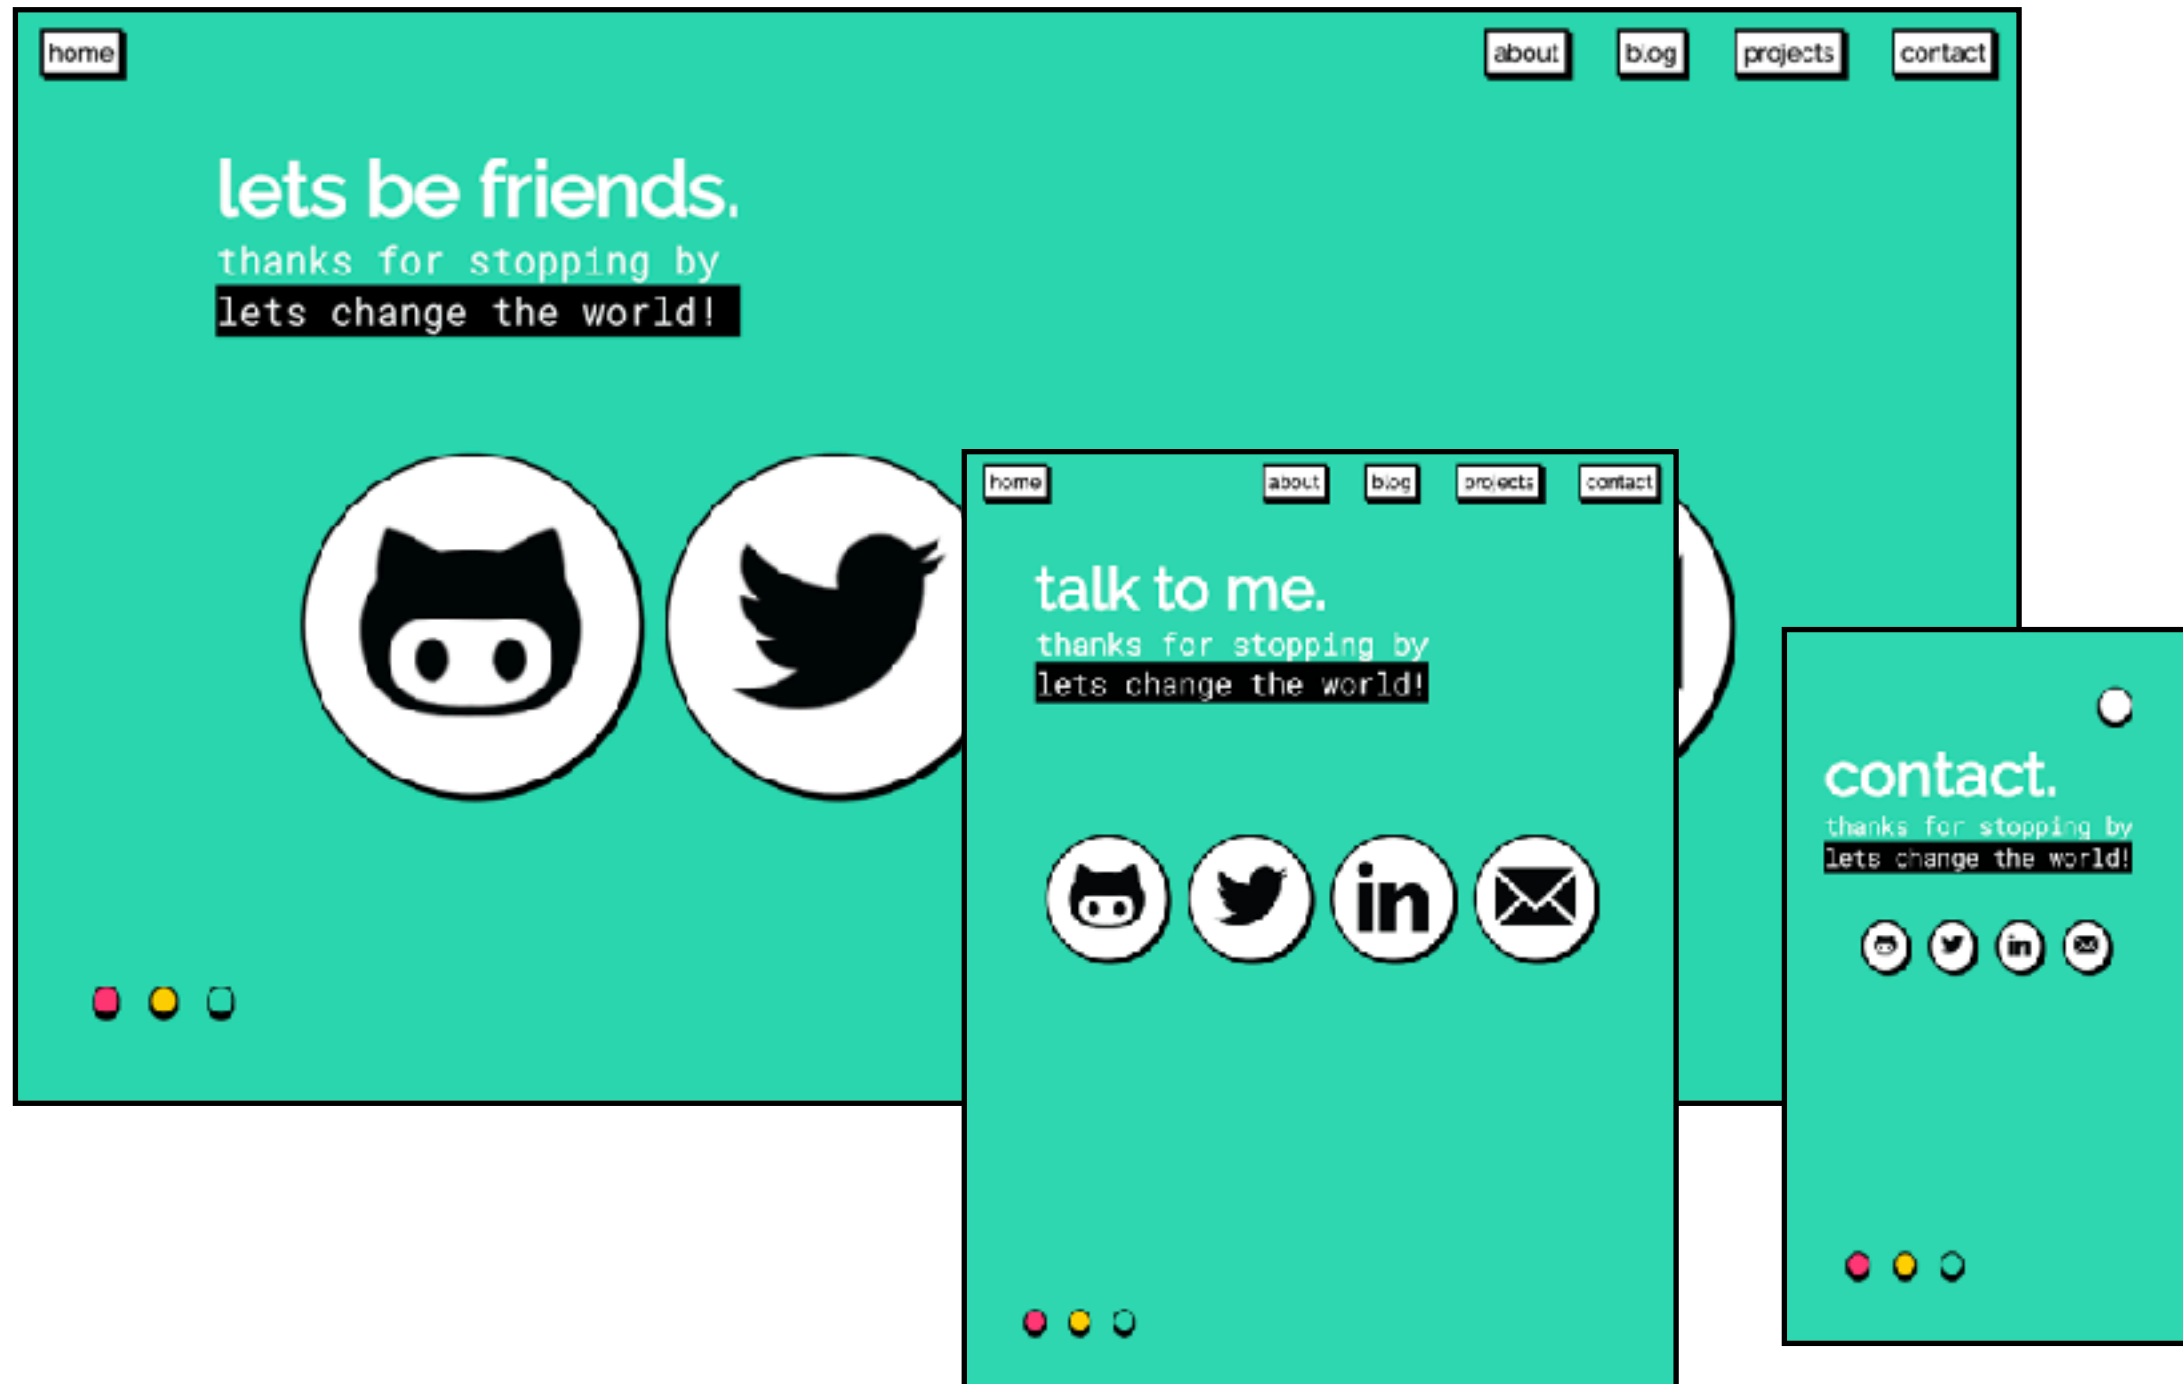 home about blog projects contact
lets be friends.
thanks for stopping by
lets change the world!
home about blog projects contact
talk to me.
thanks for stopping by
lets change the world!
in
contact.
thanks for stopping by
lets change the world!
in